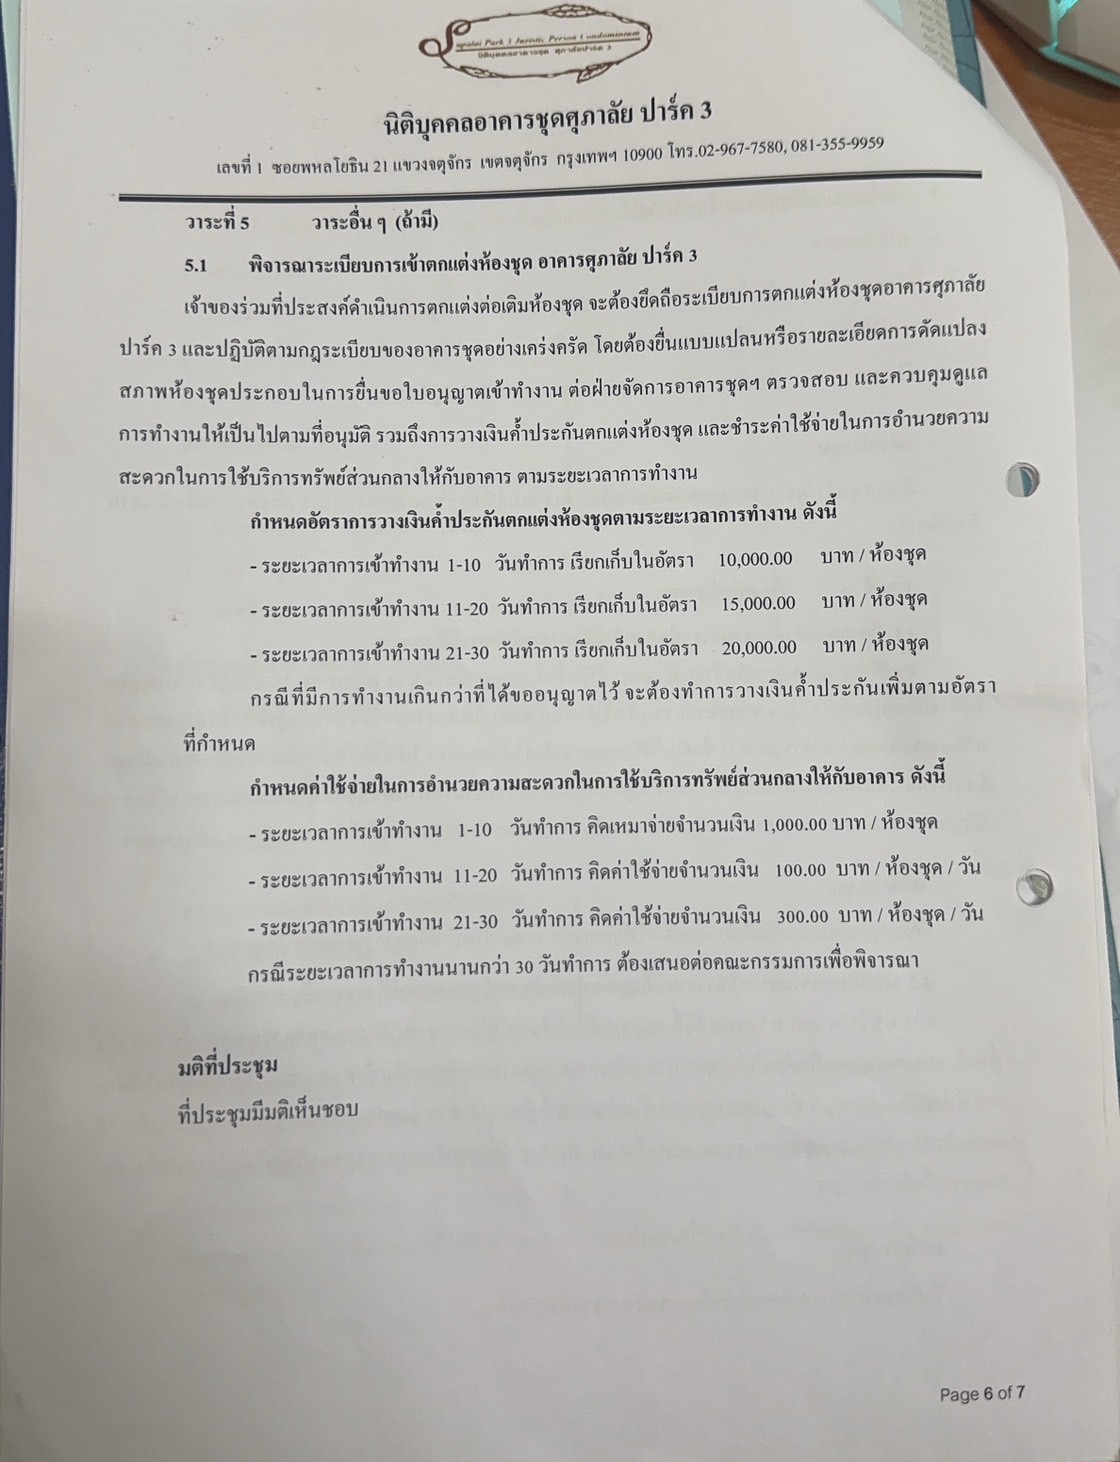 Supalai Park 3 Juristic Person Condominium
นิติบุคคลอาคารชุด ศุภาลัยปาร์ค 3
นิติบุคคลอาคารชุดศุภาลัย ปาร์ค 3
เลขที่ 1 ซอยพหลโยธิน 21 แขวงจตุจักร เขตจตุจักร กรุงเทพฯ 10900 โทร.02-967-7580, 081-355-9959
วาระที่ 5 วาระอื่น ๆ (ถ้ามี)
5.1 พิจารณาระเบียบการเข้าตกแต่งห้องชุด อาคารศุภาลัย ปาร์ค 3
เจ้าของร่วมที่ประสงค์ดำเนินการตกแต่งต่อเติมห้องชุด จะต้องยึดถือระเบียบการตกแต่งห้องชุดอาคารศุภาลัย
ปาร์ค 3 และปฏิบัติตามกฎระเบียบของอาคารชุดอย่างเคร่งครัด โดยต้องยื่นแบบแปลนหรือรายละเอียดการดัดแปลง
สภาพห้องชุดประกอบในการยื่นขอใบอนุญาตเข้าทำงาน ต่อฝ่ายจัดการอาคารชุดฯ ตรวจสอบ และควบคุมดูแล
การทำงานให้เป็นไปตามที่อนุมัติ รวมถึงการวางเงินค้ำประกันตกแต่งห้องชุด และชำระค่าใช้จ่ายในการอำนวยความ
สะดวกในการใช้บริการทรัพย์ส่วนกลางให้กับอาคาร ตามระยะเวลาการทำงาน
กำหนดอัตราการวางเงินค้ำประกันตกแต่งห้องชุดตามระยะเวลาการทำงาน ดังนี้
- ระยะเวลาการเข้าทำงาน 1-10 วันทำการ เรียกเก็บในอัตรา 10,000.00 บาท / ห้องชุด
- ระยะเวลาการเข้าทำงาน 11-20 วันทำการ เรียกเก็บในอัตรา 15,000.00 บาท / ห้องชุด
- ระยะเวลาการเข้าทำงาน 21-30 วันทำการ เรียกเก็บในอัตรา 20,000.00 บาท / ห้องชุด
กรณีที่มีการทำงานเกินกว่าที่ได้ขออนุญาตไว้ จะต้องทำการวางเงินค้ำประกันเพิ่มตามอัตรา
ที่กำหนด
กำหนดค่าใช้จ่ายในการอำนวยความสะดวกในการใช้บริการทรัพย์ส่วนกลางให้กับอาคาร ดังนี้
- ระยะเวลาการเข้าทำงาน 1-10 วันทำการ คิดเหมาจ่ายจำนวนเงิน 1,000.00 บาท / ห้องชุด
- ระยะเวลาการเข้าทำงาน 11-20 วันทำการ คิดค่าใช้จ่ายจำนวนเงิน 100.00 บาท / ห้องชุด / วัน
- ระยะเวลาการเข้าทำงาน 21-30 วันทำการ คิดค่าใช้จ่ายจำนวนเงิน 300.00 บาท / ห้องชุด / วัน
กรณีระยะเวลาการทำงานนานกว่า 30 วันทำการ ต้องเสนอต่อคณะกรรมการเพื่อพิจารณา
มติที่ประชุม
ที่ประชุมมีมติเห็นชอบ
Page 6 of 7